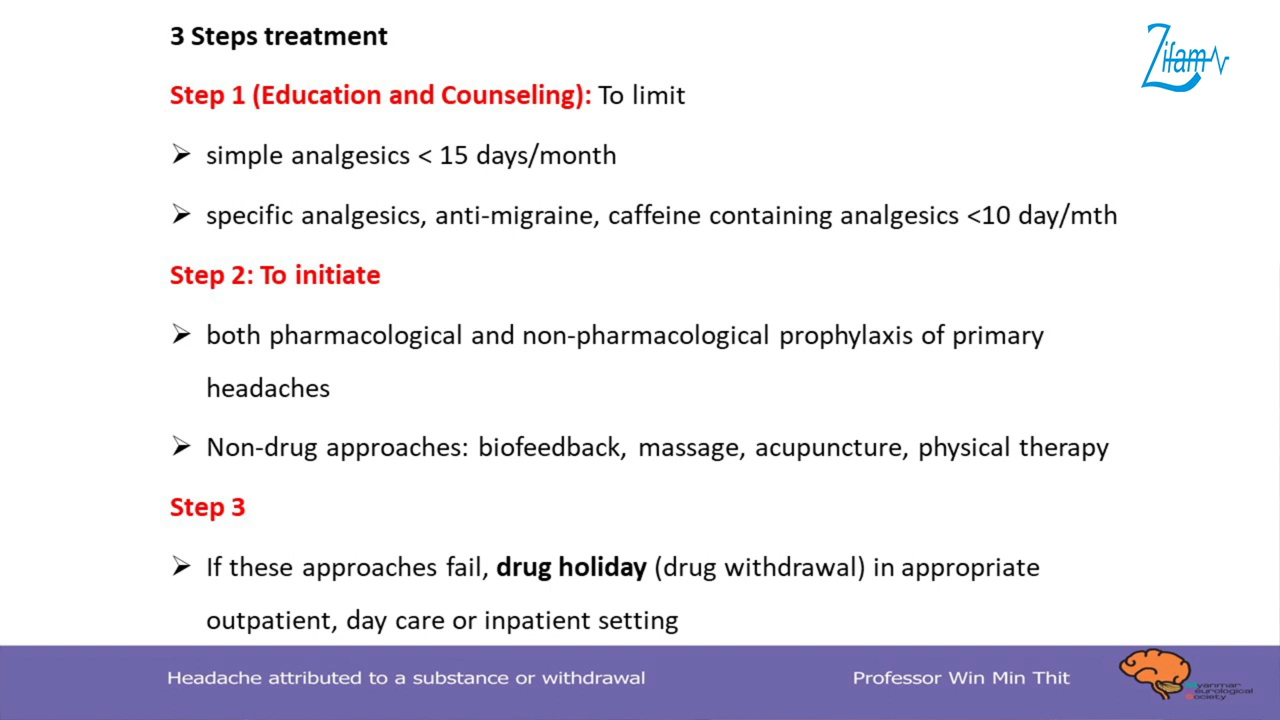 3 Steps treatment
Zifam
Step 1 (Education and Counseling): To limit
simple analgesics < 15 days/month
specific analgesics, anti-migraine, caffeine containing analgesics <10 day/mth
Step 2: To initiate
both pharmacological and non-pharmacological prophylaxis of primary
headaches
Non-drug approaches: biofeedback, massage, acupuncture, physical therapy
Step 3
If these approaches fail, drug holiday (drug withdrawal) in appropriate
outpatient, day care or inpatient setting
Headache attributed to a substance or withdrawal
Professor Win Min Thit
Myanmar
Neurological
Society